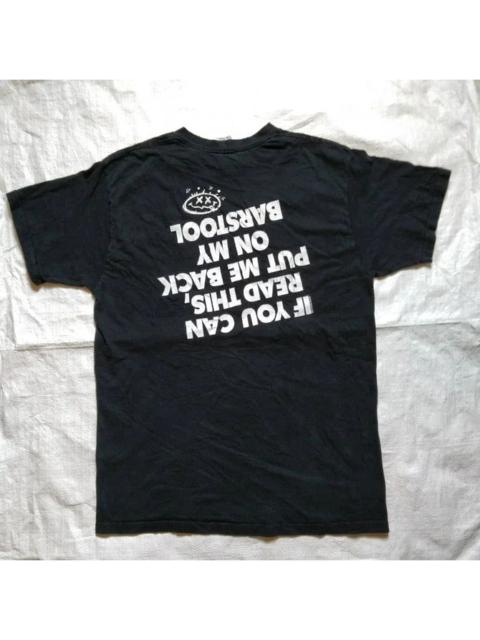 IF YOU CAN
READ THIS,
PUT ME BACK
ON MY
BARSTOOL